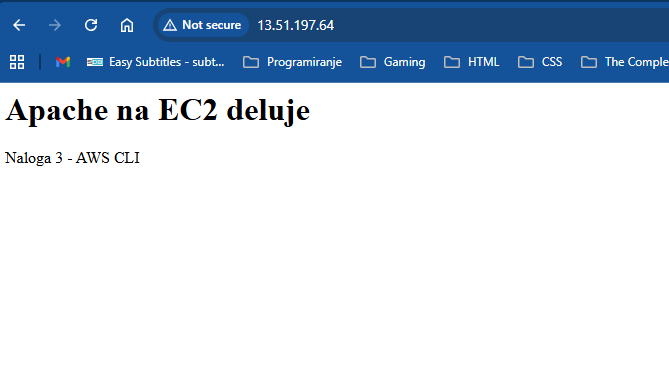 Not secure 13.51.197.64
Easy Subtitles - subt... Programiranje Gaming HTML CSS The Comple
Apache na EC2 deluje
Naloga 3 - AWS CLI